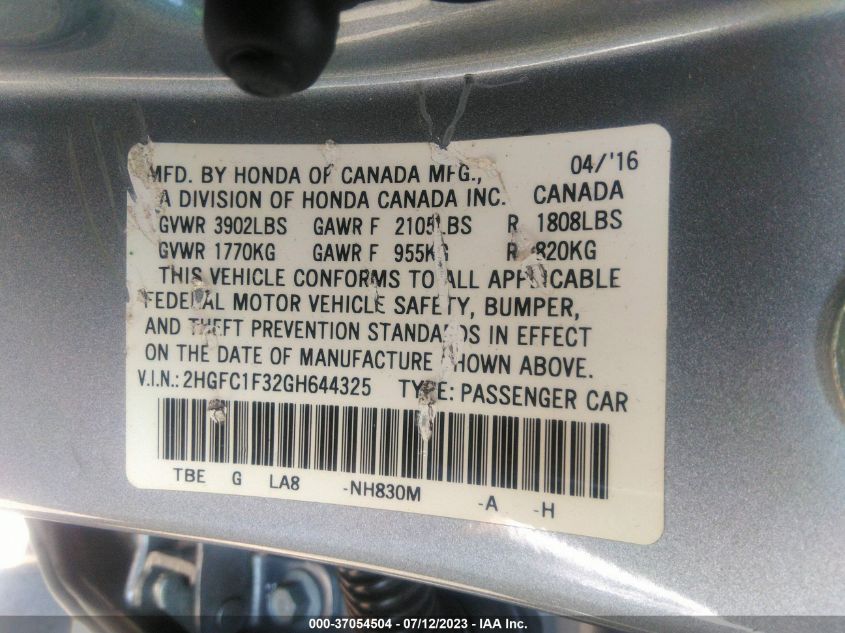 MFD. BY HONDA OF CANADA MFG., 04/'16
A DIVISION OF HONDA CANADA INC. CANADA
GVWR 3902LBS GAWR F 2105LBS R 1808LBS
GVWR 1770KG GAWR F 955KG R 820KG
THIS VEHICLE CONFORMS TO ALL APPLICABLE
FEDERAL MOTOR VEHICLE SAFETY, BUMPER,
AND THEFT PREVENTION STANDARDS IN EFFECT
ON THE DATE OF MANUFACTURE SHOWN ABOVE.
V.I.N.: 2HGFC1F32GH644325 TYPE: PASSENGER CAR
TBE G LA8 -NH830M -A -H
000-37054504 - 07/12/2023 - IAA Inc.